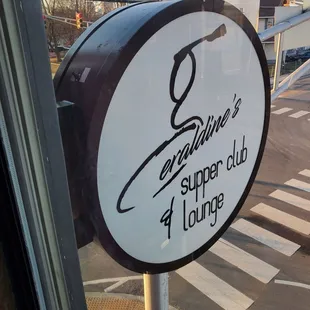 Geraldine's
supper club
& lounge